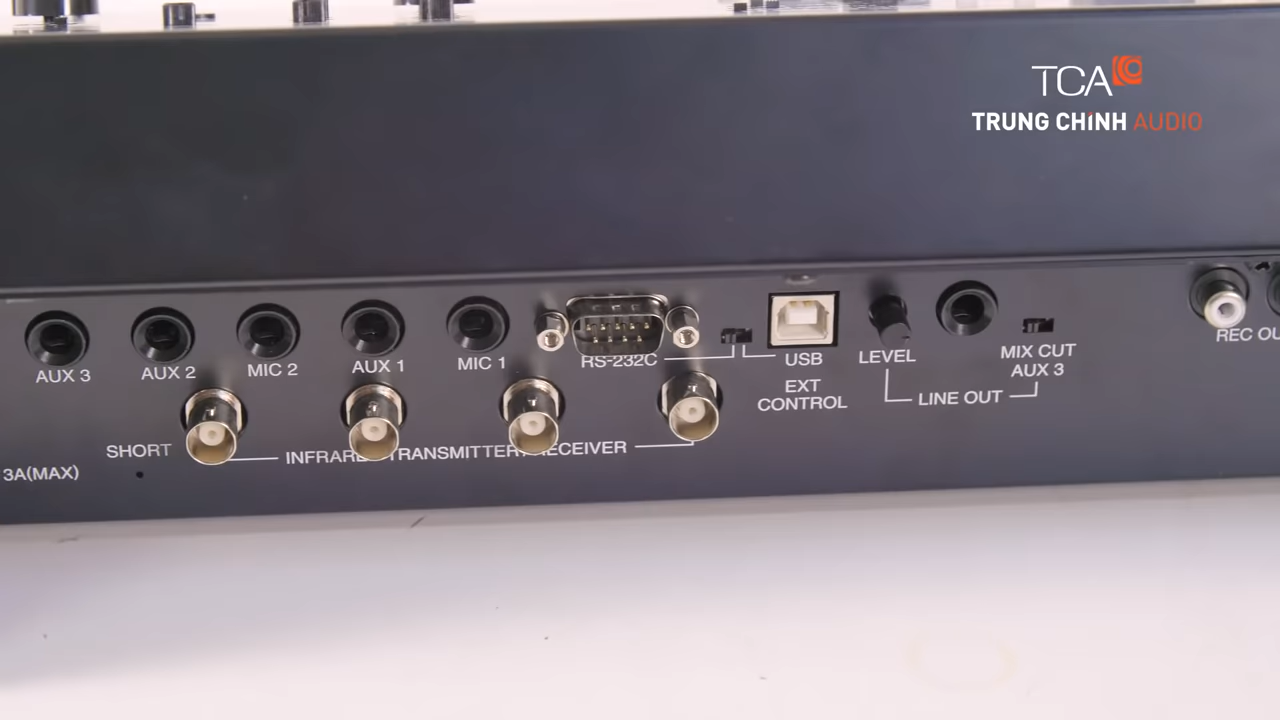 TCA
TRUNG CHÍNH AUDIO
AUX 3
AUX 2
MIC 2
AUX 1
MIC 1
RS-232C
USB
EXT
CONTROL
LEVEL
LINE OUT
MIX CUT
AUX 3
REC OU
SHORT
3A(MAX)
INFRARED TRANSMITTER/RECEIVER